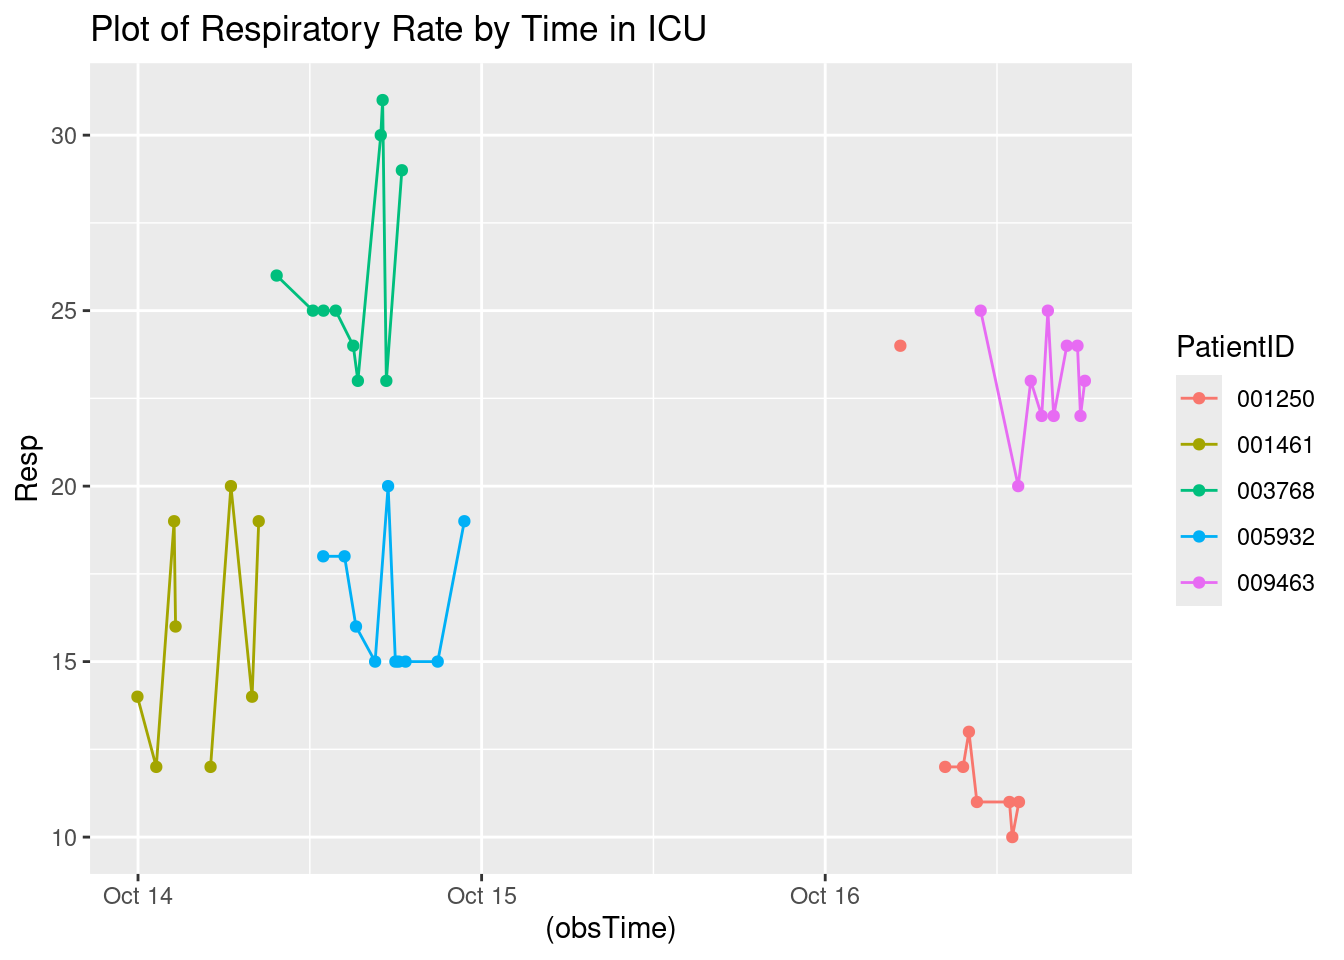 Plot of Respiratory Rate by Time in ICU
Resp
30
25
20
15
10
Oct 14
Oct 15
Oct 16
(obsTime)
PatientID
001250
001461
003768
005932
009463